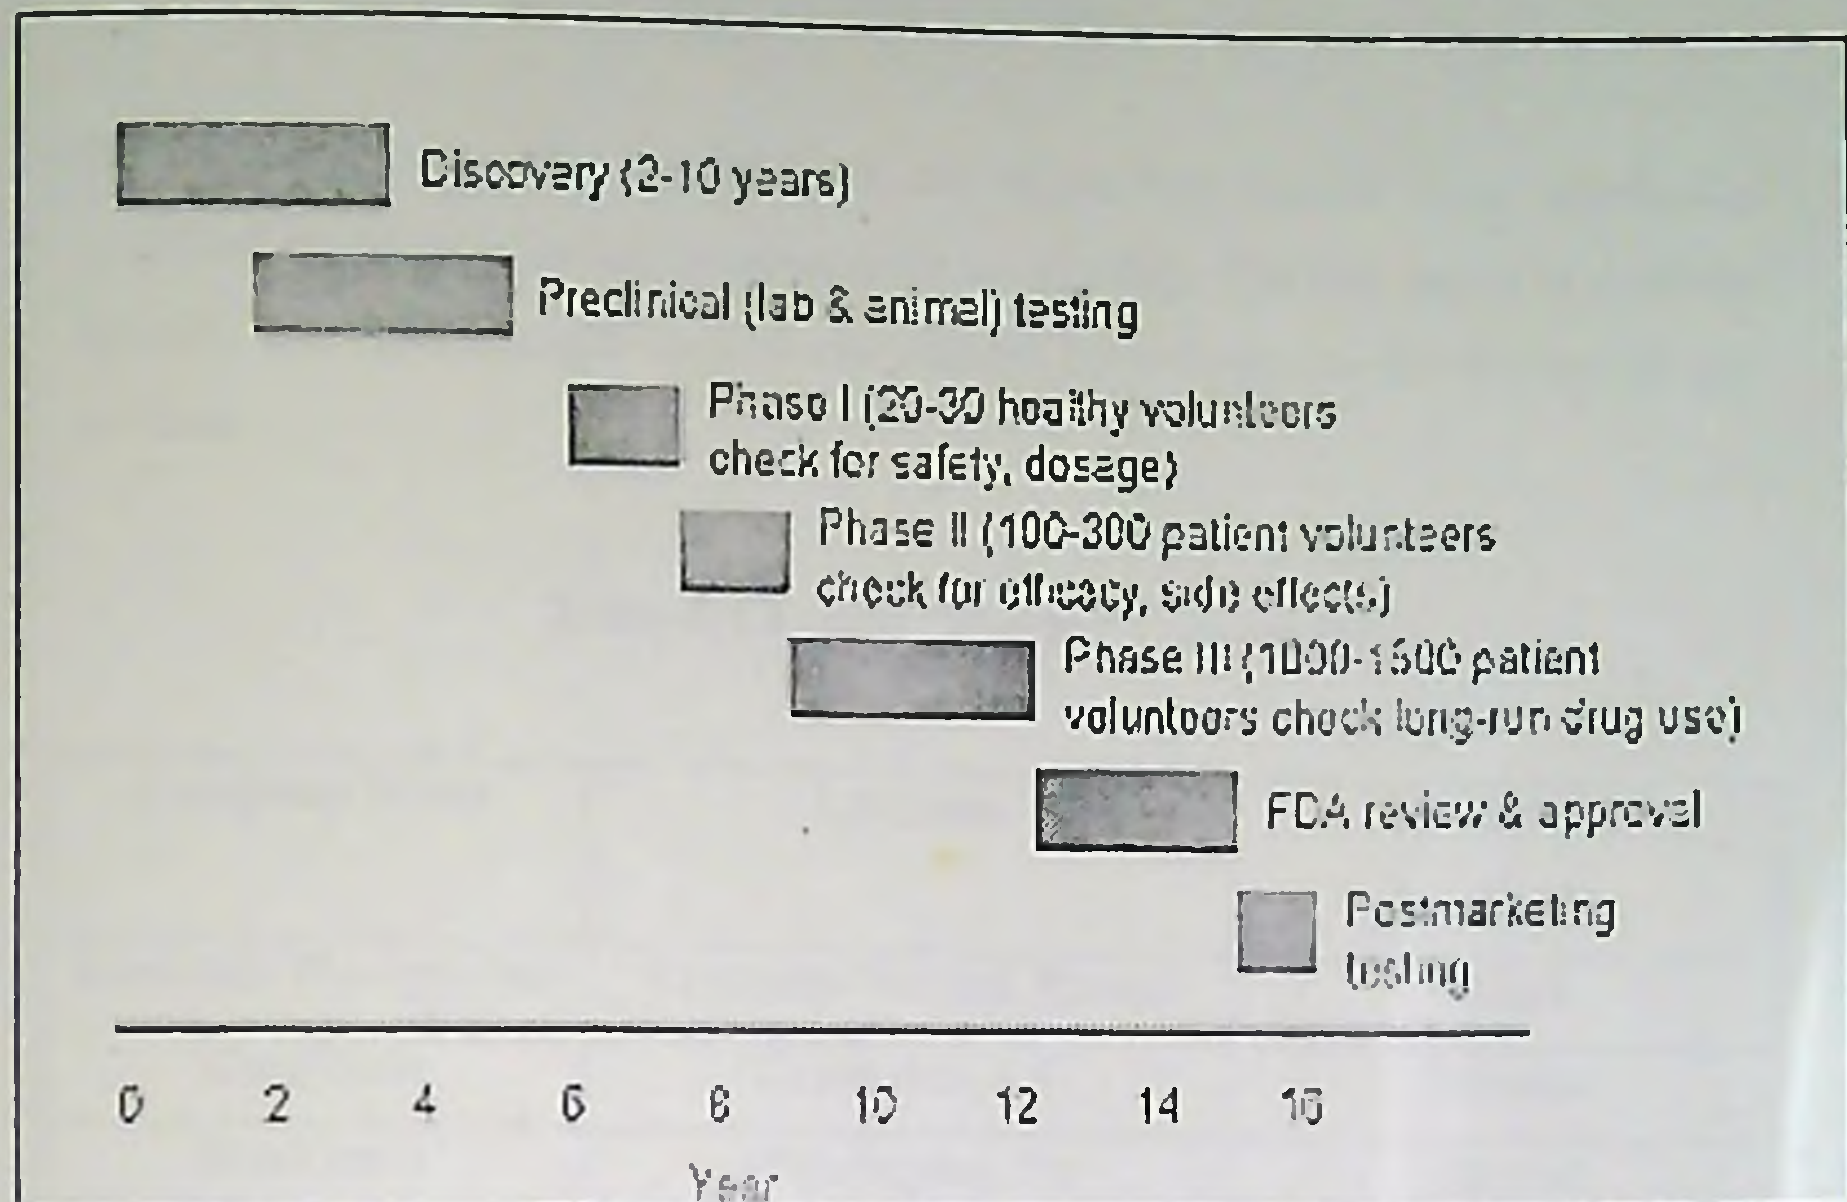 Discovery (2-10 years)
Preclinical (lab & animal) testing
Phase I (20-30 healthy volunteers
check for safety, dosage)
Phase II (100-300 patient volunteers
check for efficacy, side effects)
Phase III (1000-1500 patient
volunteers check long-run drug use)
FDA review & approval
Postmarketing
testing
0 2 4 6 8 10 12 14 16
Year